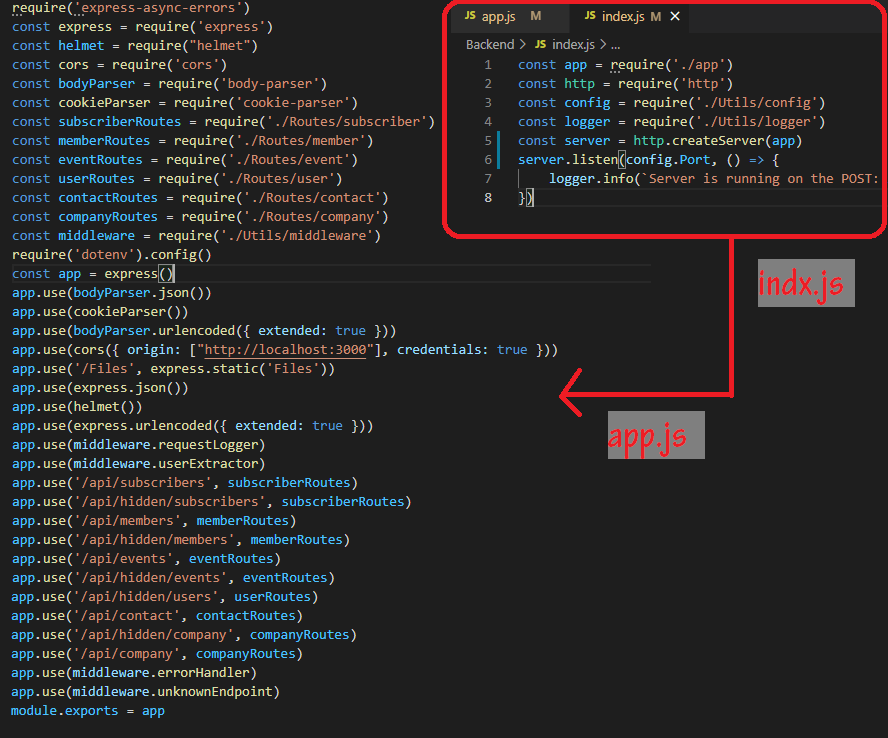 require('express-async-errors')
const express = require('express')
const helmet = require("helmet")
const cors = require('cors')
const bodyParser = require('body-parser')
const cookieParser = require('cookie-parser')
const subscriberRoutes = require('./Routes/subscriber')
const memberRoutes = require('./Routes/member')
const eventRoutes = require('./Routes/event')
const userRoutes = require('./Routes/user')
const contactRoutes = require('./Routes/contact')
const companyRoutes = require('./Routes/company')
const middleware = require('./Utils/middleware')
require('dotenv').config()
const app = express()
app.use(bodyParser.json())
app.use(cookieParser())
app.use(bodyParser.urlencoded({ extended: true }))
app.use(cors({ origin: ["http://localhost:3000"], credentials: true }))
app.use('/Files', express.static('Files'))
app.use(express.json())
app.use(helmet())
app.use(express.urlencoded({ extended: true }))
app.use(middleware.requestLogger)
app.use(middleware.userExtractor)
app.use('/api/subscribers', subscriberRoutes)
app.use('/api/hidden/subscribers', subscriberRoutes)
app.use('/api/members', memberRoutes)
app.use('/api/hidden/members', memberRoutes)
app.use('/api/events', eventRoutes)
app.use('/api/hidden/events', eventRoutes)
app.use('/api/hidden/users', userRoutes)
app.use('/api/contact', contactRoutes)
app.use('/api/hidden/company', companyRoutes)
app.use('/api/company', companyRoutes)
app.use(middleware.errorHandler)
app.use(middleware.unknownEndpoint)
module.exports = app
JS app.js M JS index.js M ✕
Backend > JS index.js > ...
1 const app = require('./app')
2 const http = require('http')
3 const config = require('./Utils/config')
4 const logger = require('./Utils/logger')
5 const server = http.createServer(app)
6 server.listen(config.Port, () => {
7 logger.info(`Server is running on the POST:
8 })
indx.js
app.js